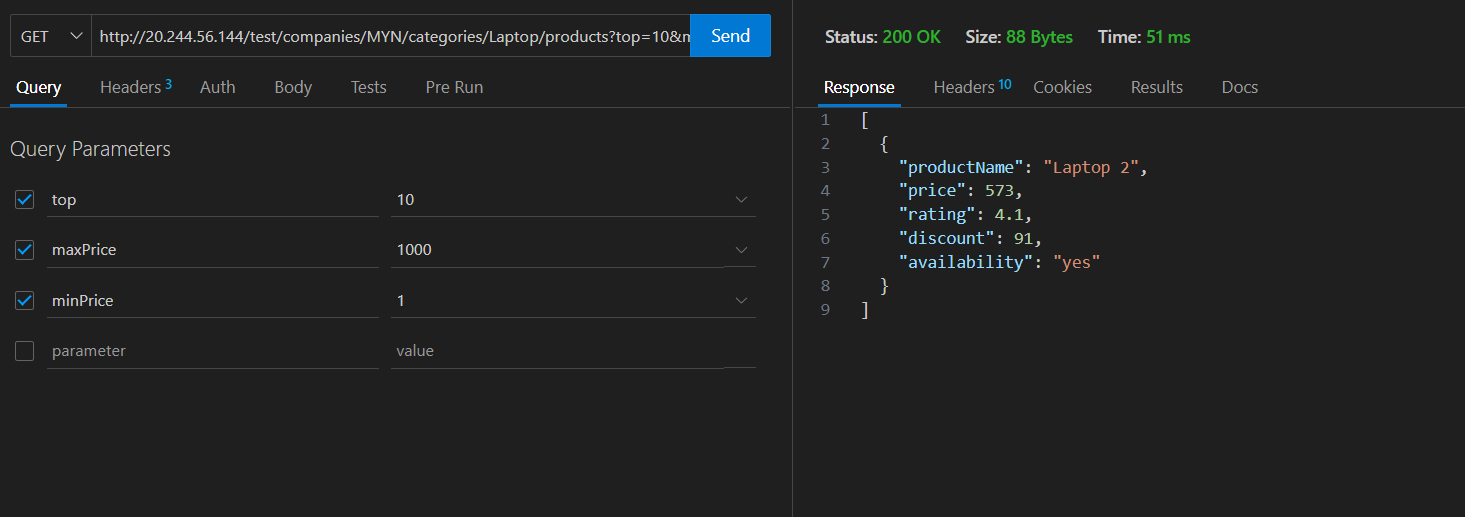 GET http://20.244.56.144/test/companies/MYN/categories/Laptop/products?top=10&m Send
Query Headers 3 Auth Body Tests Pre Run
Query Parameters
top 10
maxPrice 1000
minPrice 1
parameter value
Status: 200 OK Size: 88 Bytes Time: 51 ms
Response Headers 10 Cookies Results Docs
1 [
2 {
3 "productName": "Laptop 2",
4 "price": 573,
5 "rating": 4.1,
6 "discount": 91,
7 "availability": "yes"
8 }
9 ]